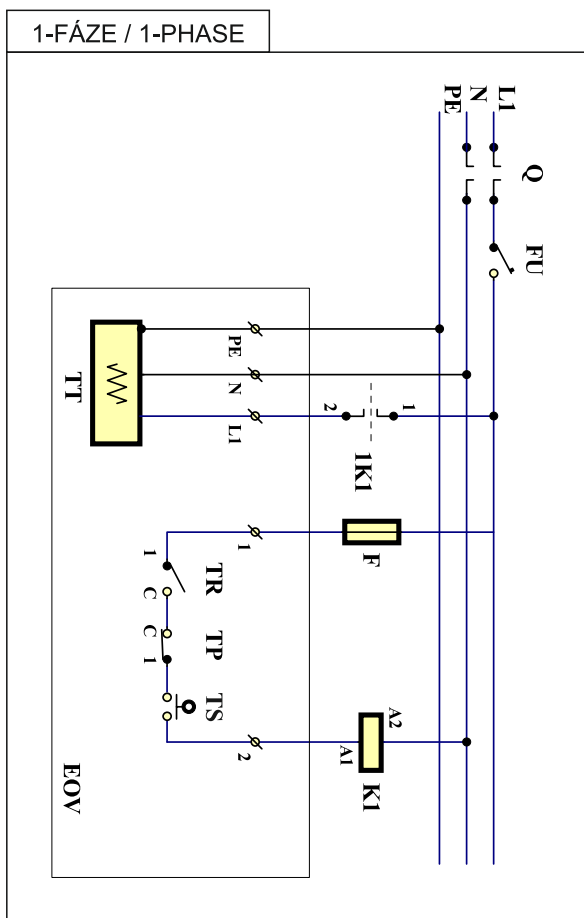 1-FÁZE / 1-PHASE
L1
N
PE
Q
FU
PE
N
L1
TT
2
1
1K1
1
F
1
C
TR
C
1
TP
TS
2
A2
A1
K1
EOV